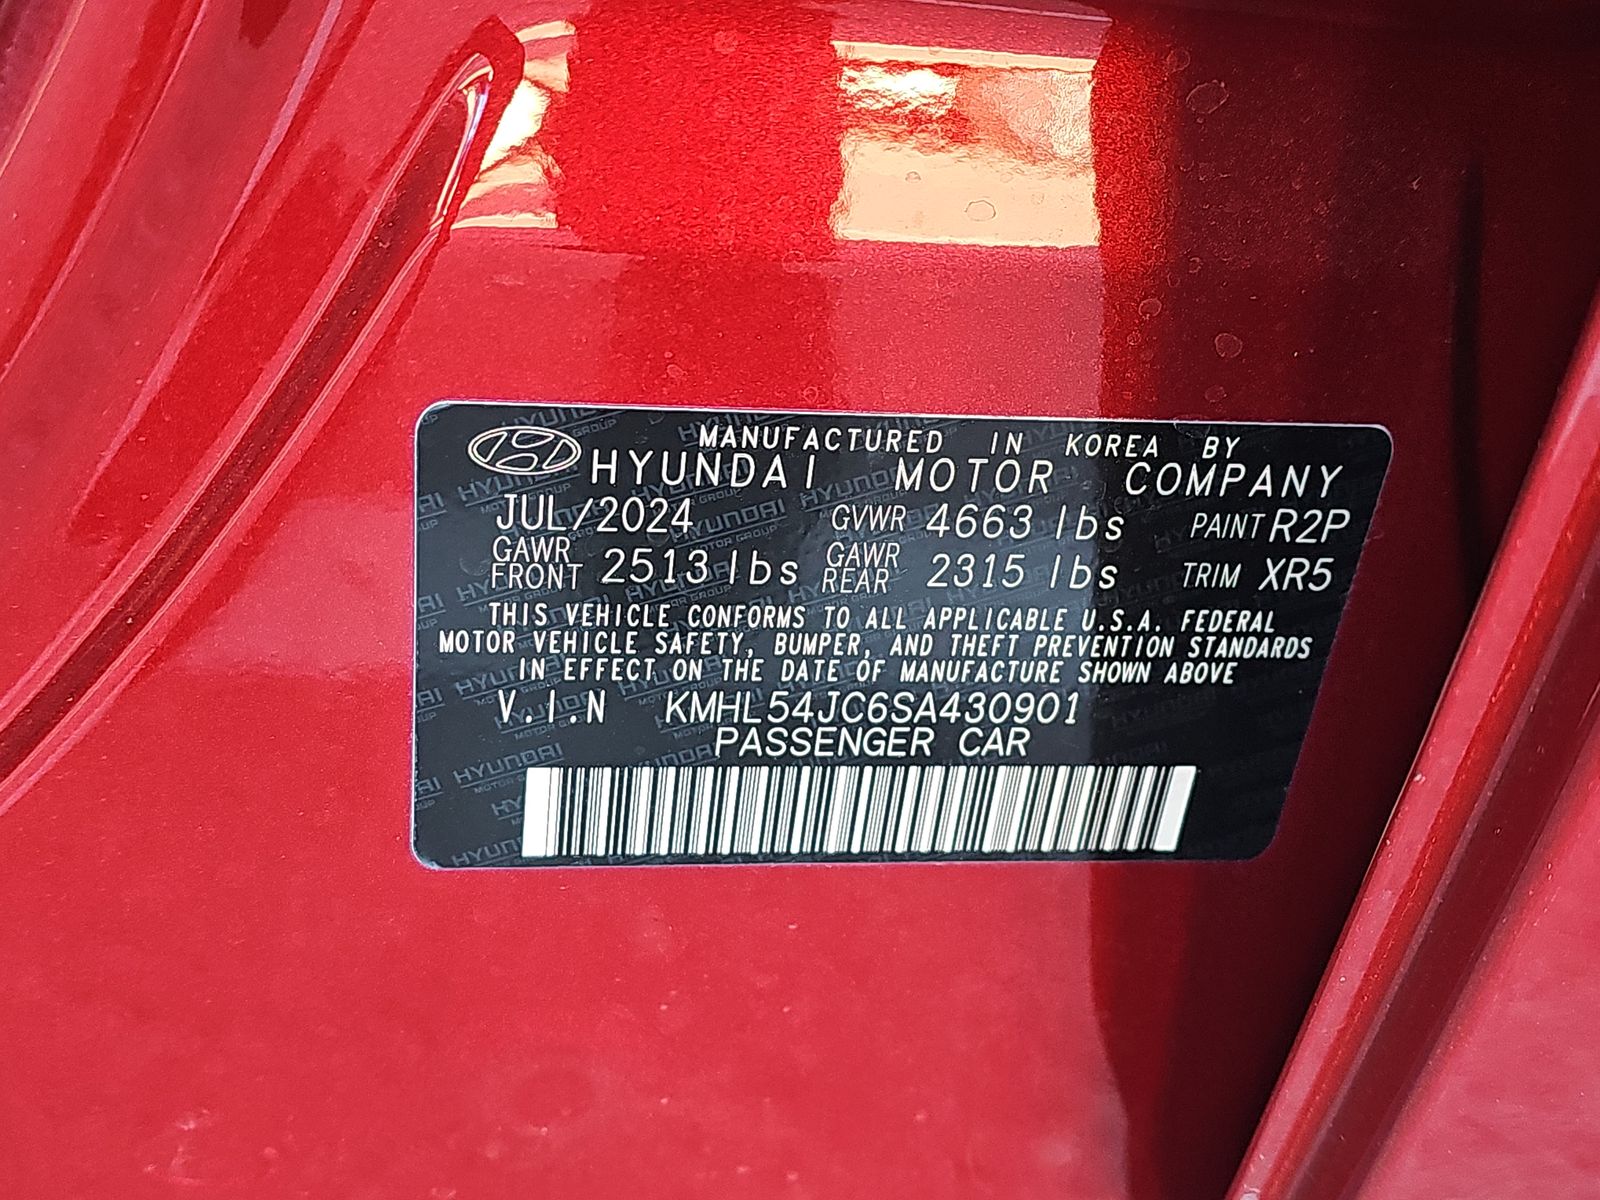 MANUFACTURED IN KOREA BY
HYUNDAI MOTOR COMPANY
JUL/2024 GVWR 4663 lbs PAINT R2P
GAWR FRONT 2513 lbs GAWR REAR 2315 lbs TRIM XR5
THIS VEHICLE CONFORMS TO ALL APPLICABLE U.S.A. FEDERAL
MOTOR VEHICLE SAFETY, BUMPER, AND THEFT PREVENTION STANDARDS
IN EFFECT ON THE DATE OF MANUFACTURE SHOWN ABOVE
V.I.N KMHL54JC6SA430901
PASSENGER CAR